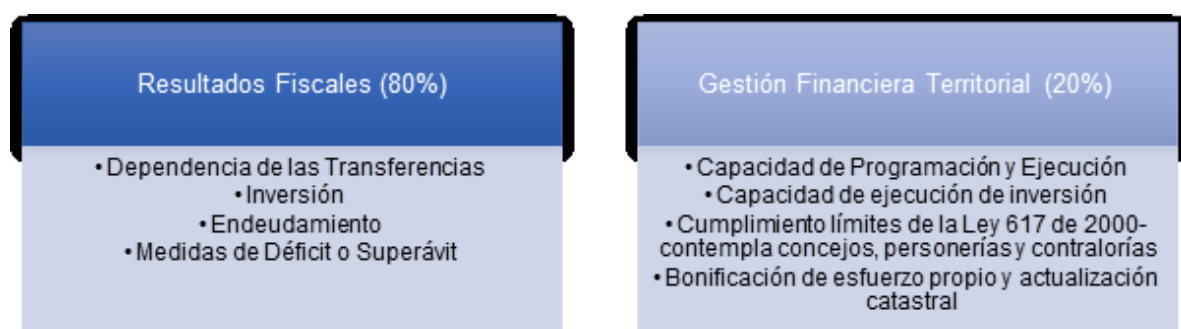 Resultados Fiscales (80%)
• Dependencia de las Transferencias
• Inversión
• Endeudamiento
• Medidas de Déficit o Superávit
Gestión Financiera Territorial (20%)
• Capacidad de Programación y Ejecución
• Capacidad de ejecución de inversión
• Cumplimiento límites de la Ley 617 de 2000-
contempla concejos, personerías y contralorías
• Bonificación de esfuerzo propio y actualización
catastral